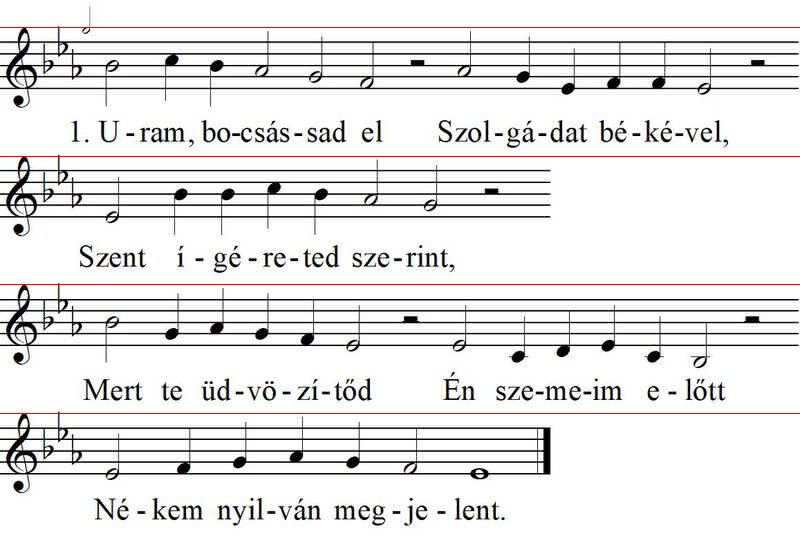 1. U - ram, bo-csás-sad el Szol-gá-dat bé-ké-vel,
Szent í - gé - re - ted sze-rint,
Mert te üd-vö-zí-tőd Én sze-me-im e - lőtt
Né - kem nyil-ván meg - je - lent.